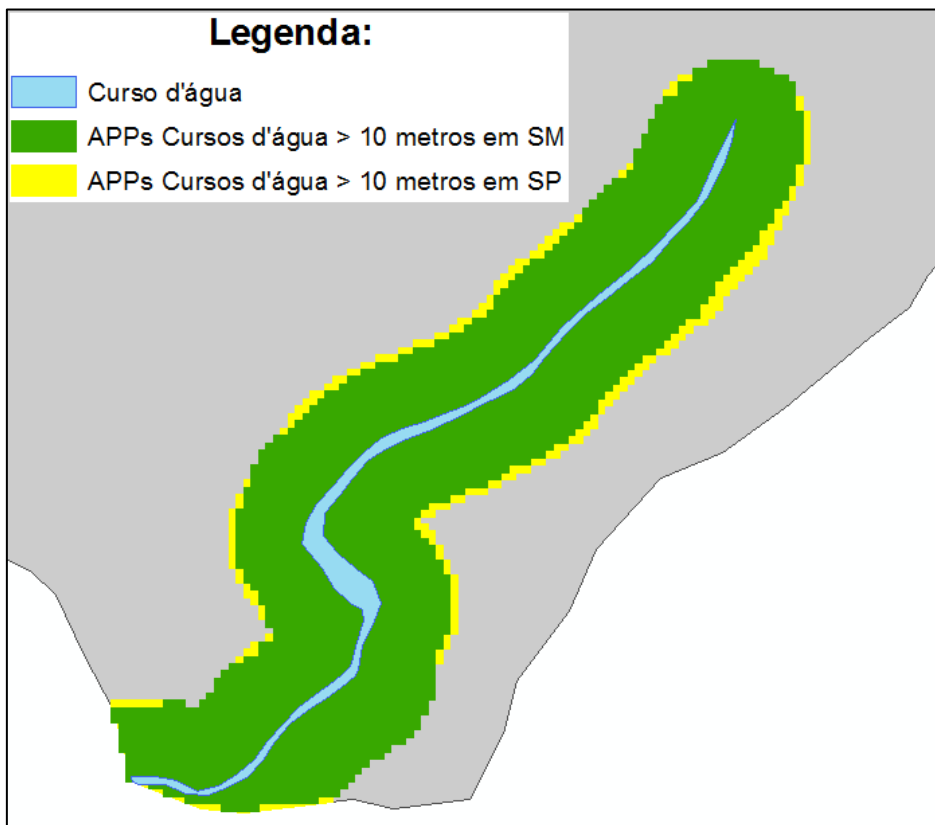 Legenda:
Curso d'água
APPs Cursos d'água > 10 metros em SM
APPs Cursos d'água > 10 metros em SP